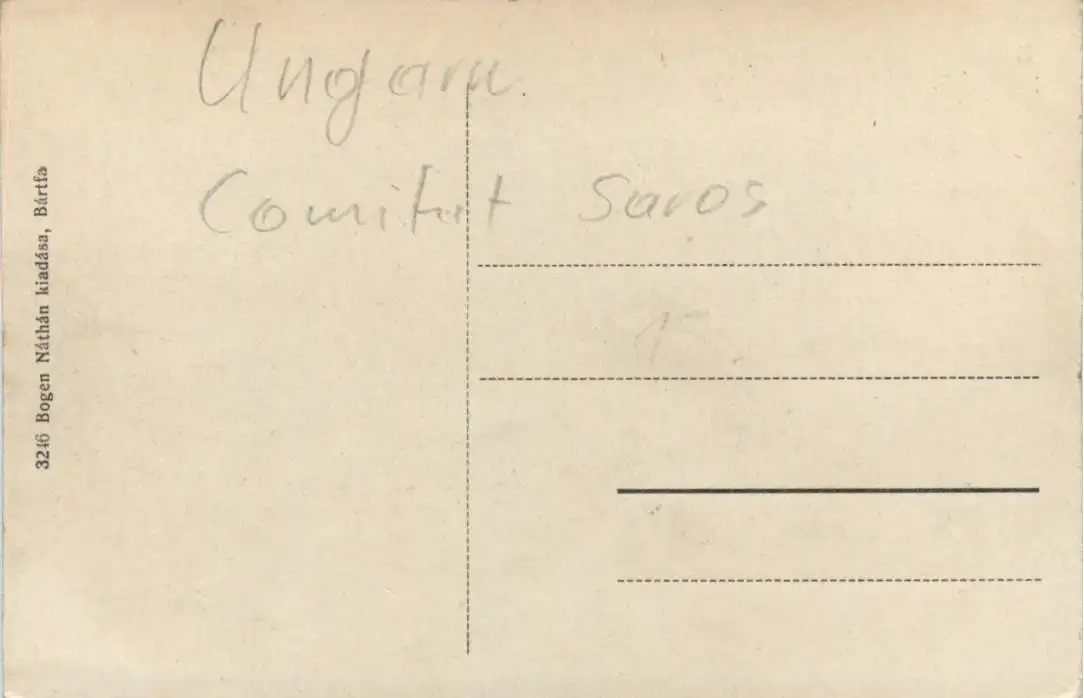 Ungarn.
Comitat Saros
15.
3246 Bogen Náthán kiadása, Bártfa